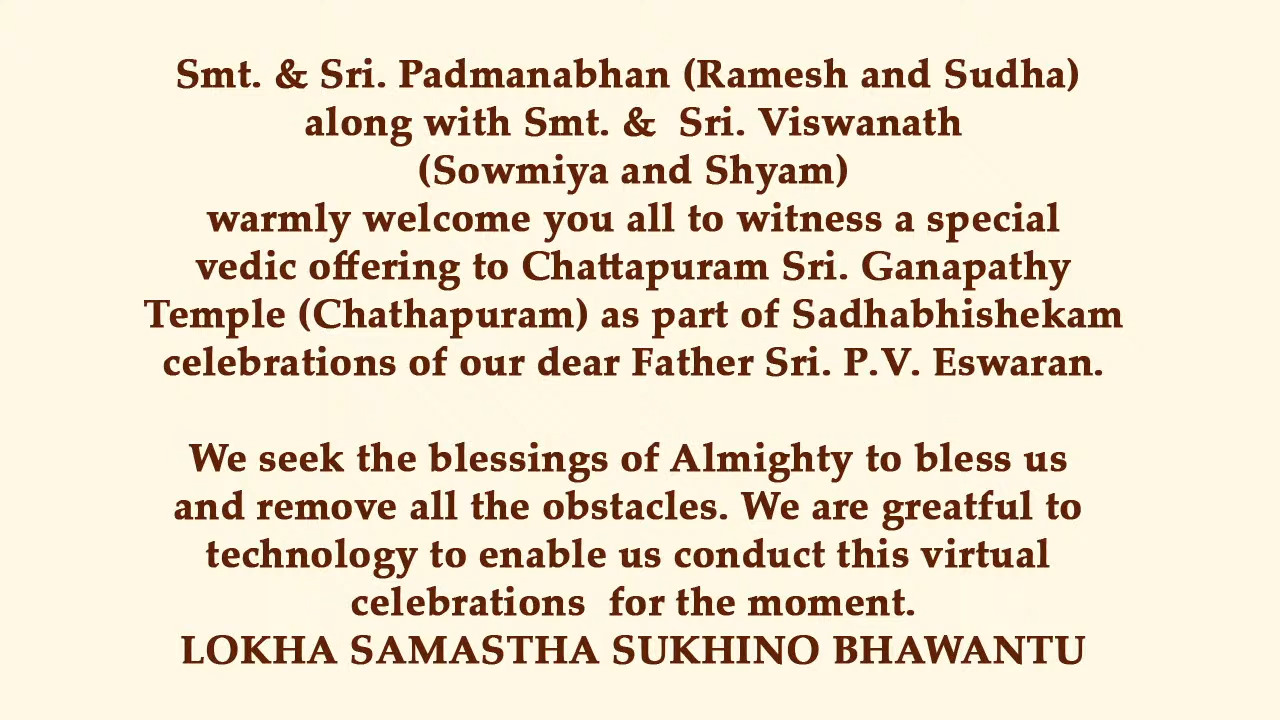 Smt. & Sri. Padmanabhan (Ramesh and Sudha)
along with Smt. &  Sri. Viswanath
(Sowmiya and Shyam)
warmly welcome you all to witness a special
vedic offering to Chattapuram Sri. Ganapathy
Temple (Chathapuram) as part of Sadhabhishekam
celebrations of our dear Father Sri. P.V. Eswaran.
We seek the blessings of Almighty to bless us
and remove all the obstacles. We are greatful to
technology to enable us conduct this virtual
celebrations  for the moment.
LOKHA SAMASTHA SUKHINO BHAWANTU